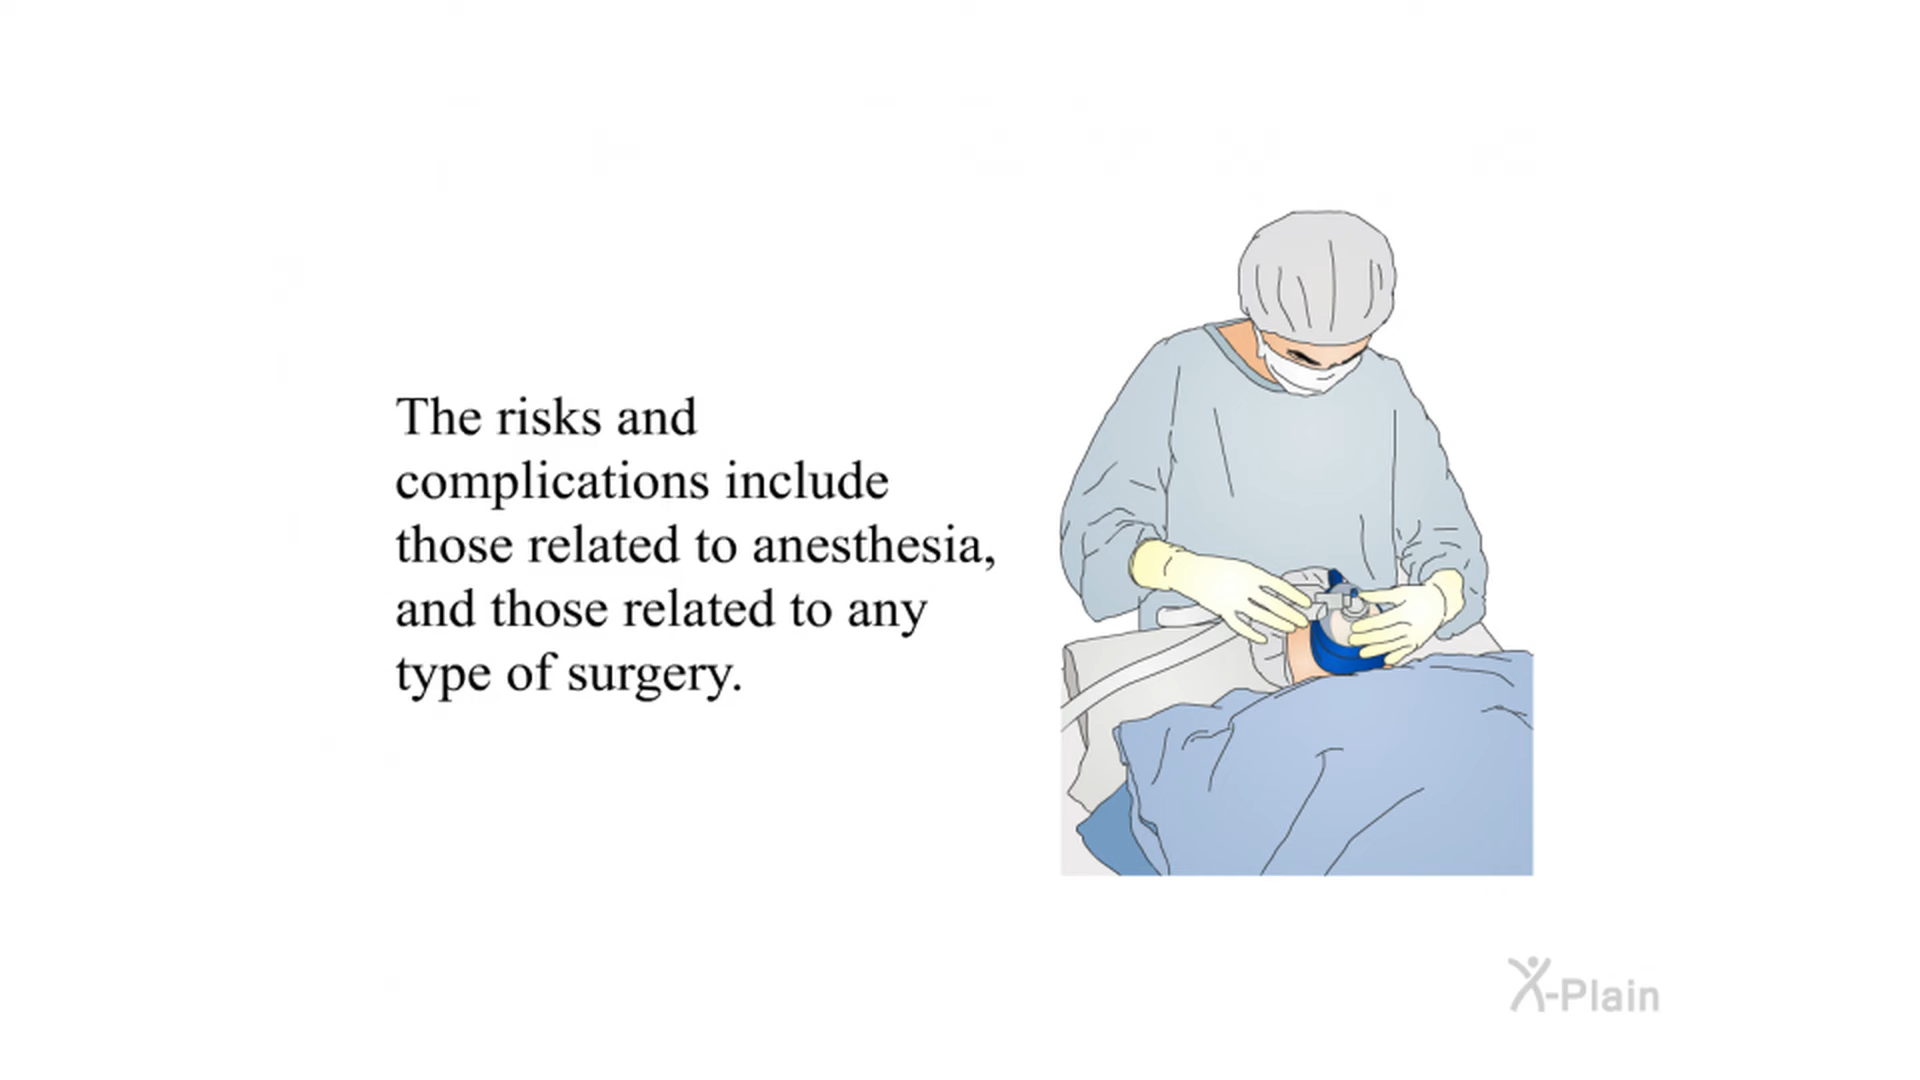 The risks and
complications include
those related to anesthesia,
and those related to any
type of surgery.
X-Plain